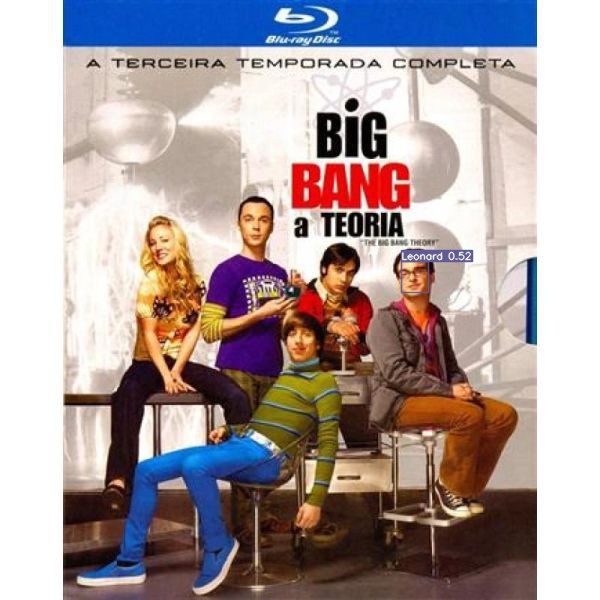 Blu-ray Disc
A TERCEIRA TEMPORADA COMPLETA
BiG
BANG
a TEORIA
"THE BIG BANG THEORY"
Leonard 0.52